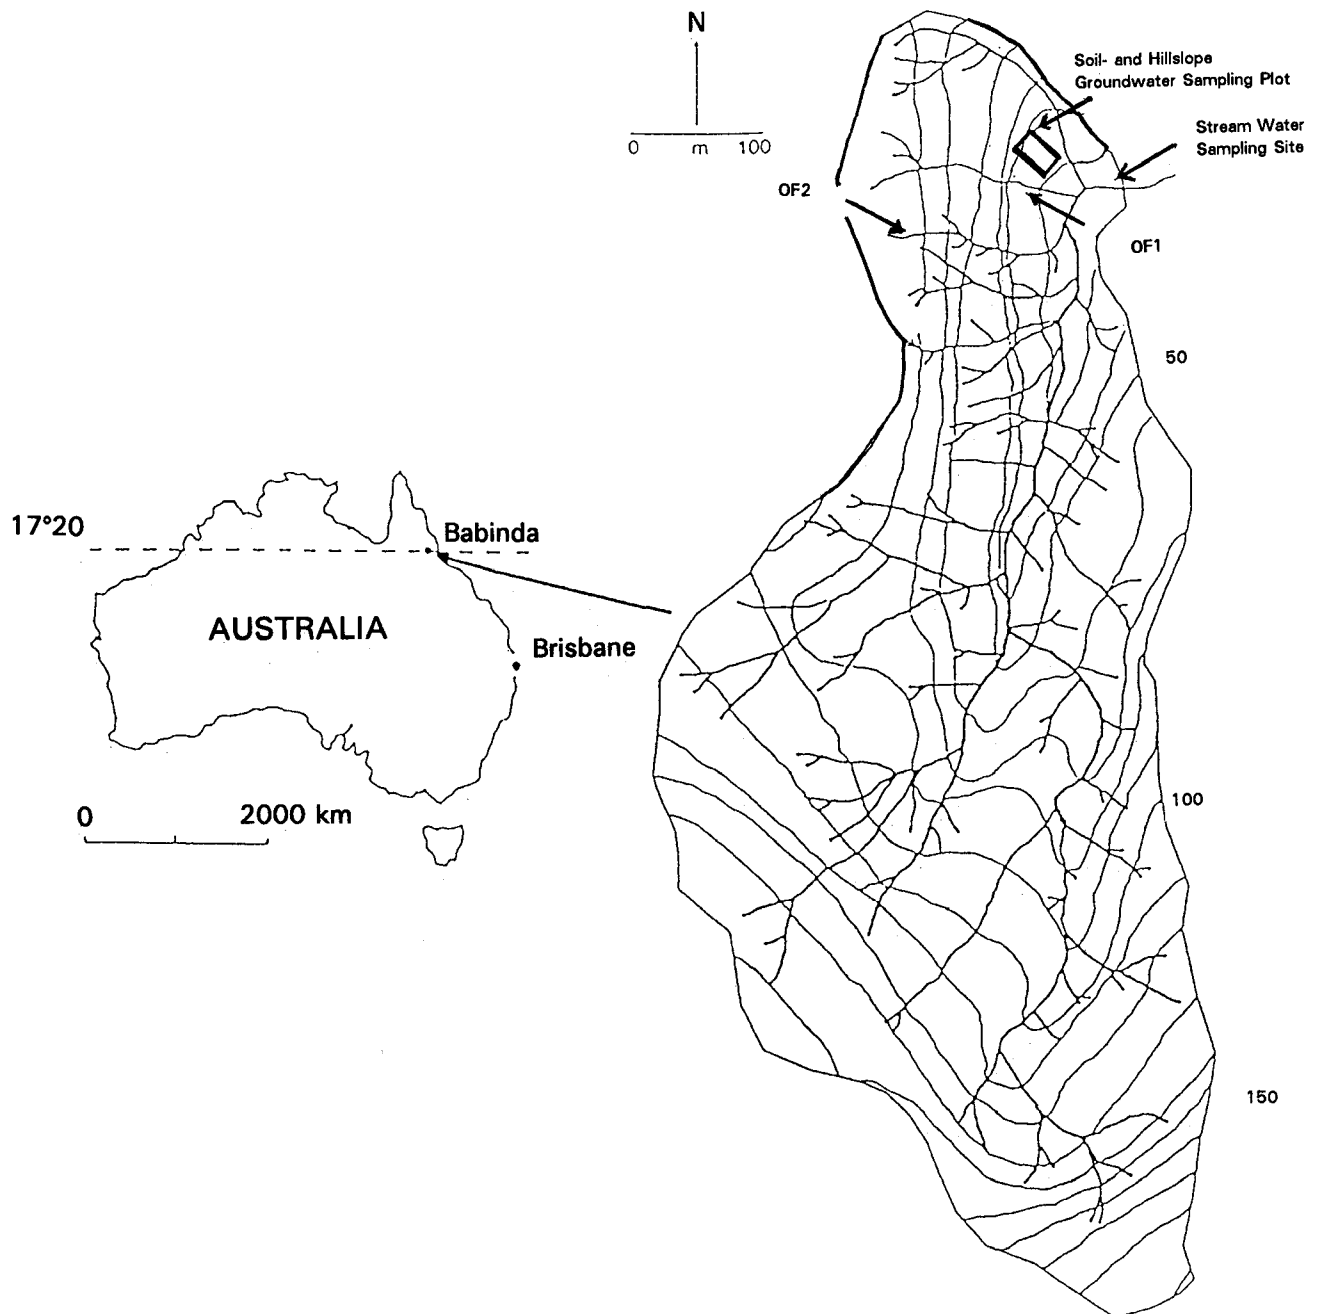 N
0 m 100
Soil- and Hillslope
Groundwater Sampling Plot
Stream Water
Sampling Site
OF2
OF1
50
17°20
Babinda
AUSTRALIA
Brisbane
0 2000 km
100
150